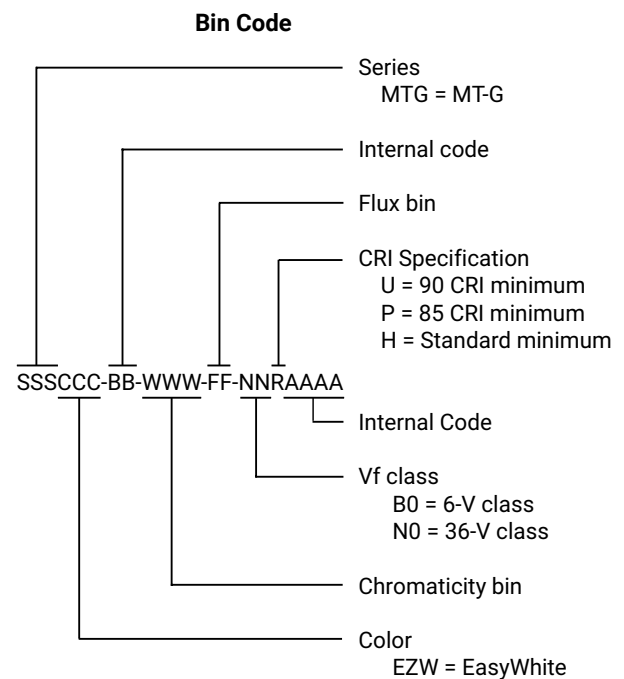 Bin Code
Series
MTG = MT-G
Internal code
Flux bin
CRI Specification
U = 90 CRI minimum
P = 85 CRI minimum
H = Standard minimum
SSSCCC-BB-WWW-FF-NNRAAAA
Internal Code
Vf class
B0 = 6-V class
N0 = 36-V class
Chromaticity bin
Color
EZW = EasyWhite